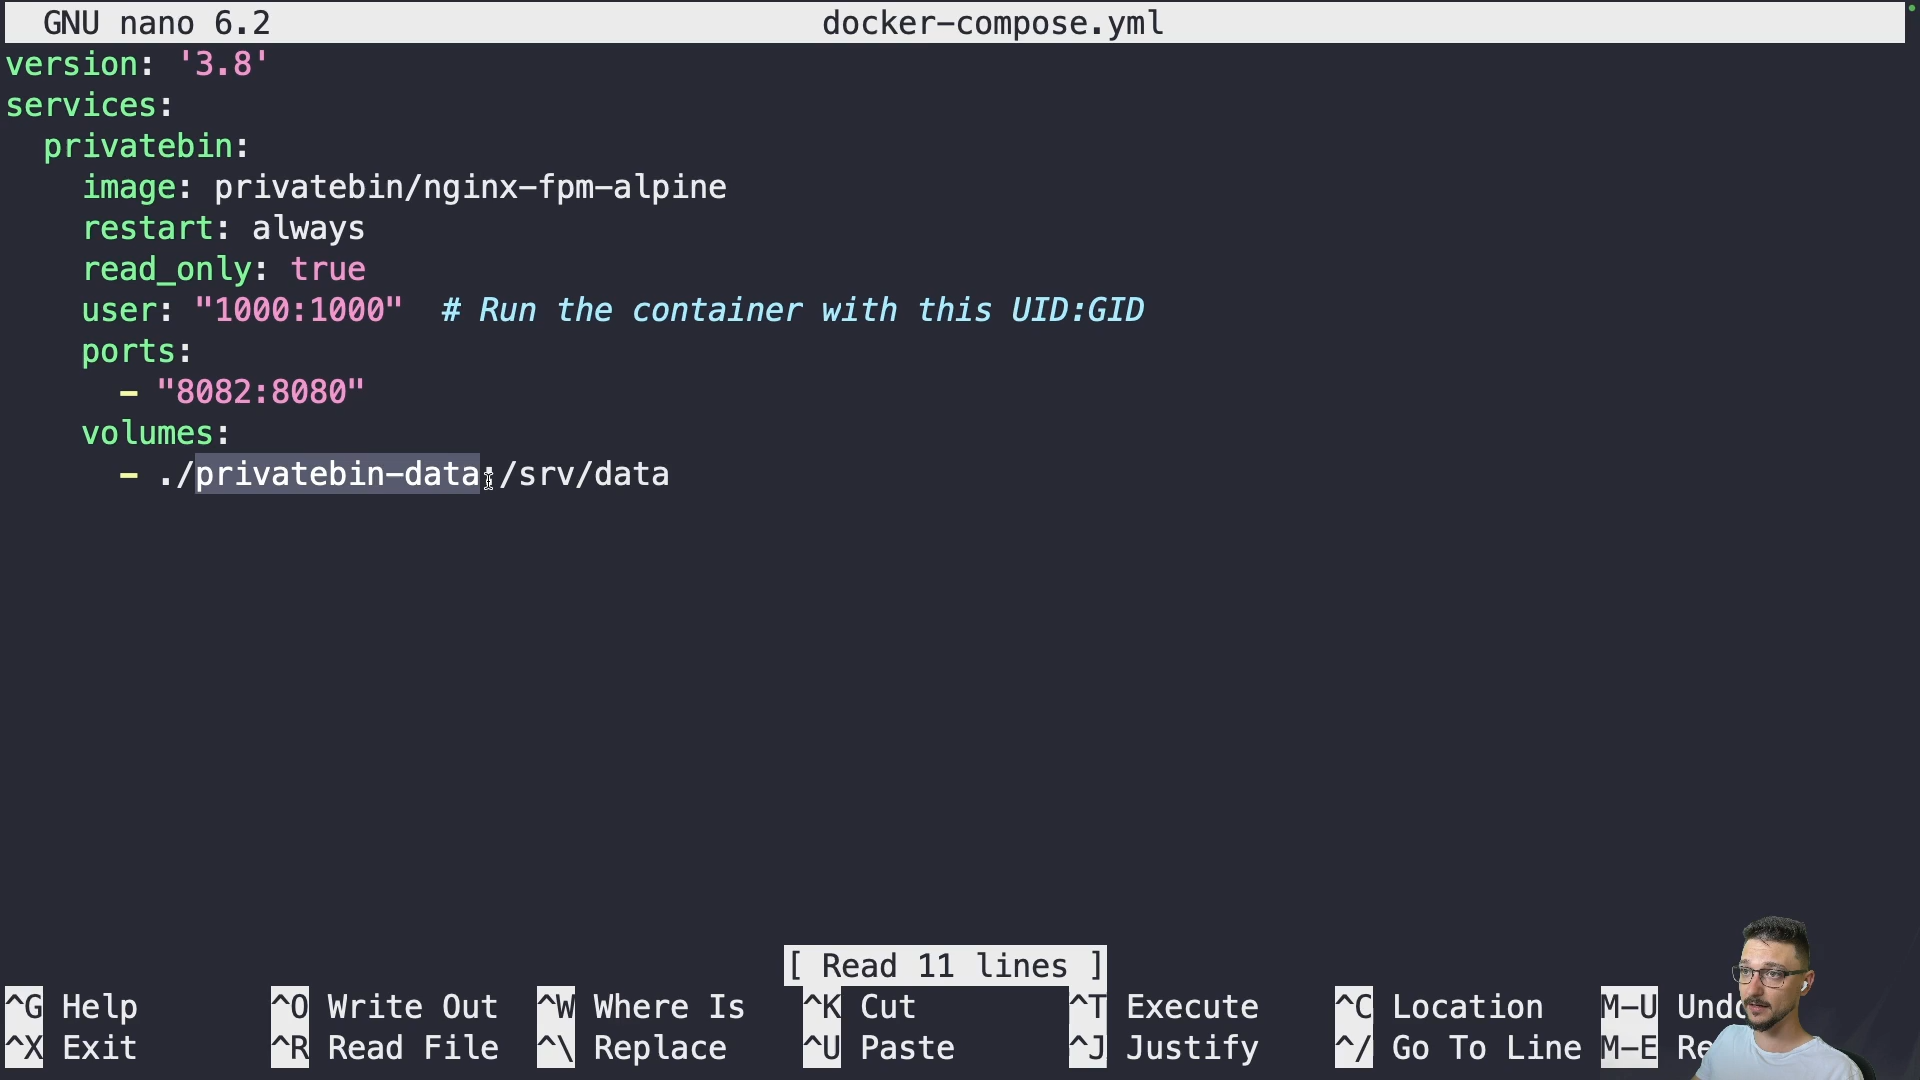 GNU nano 6.2 docker-compose.yml
version: '3.8'
services:
  privatebin:
    image: privatebin/nginx-fpm-alpine
    restart: always
    read_only: true
    user: "1000:1000"  # Run the container with this UID:GID
    ports:
      - "8082:8080"
    volumes:
      - ./privatebin-data:/srv/data
[ Read 11 lines ]
^G Help ^O Write Out ^W Where Is ^K Cut ^T Execute ^C Location M-U Undo
^X Exit ^R Read File ^\ Replace ^U Paste ^J Justify ^/ Go To Line M-E